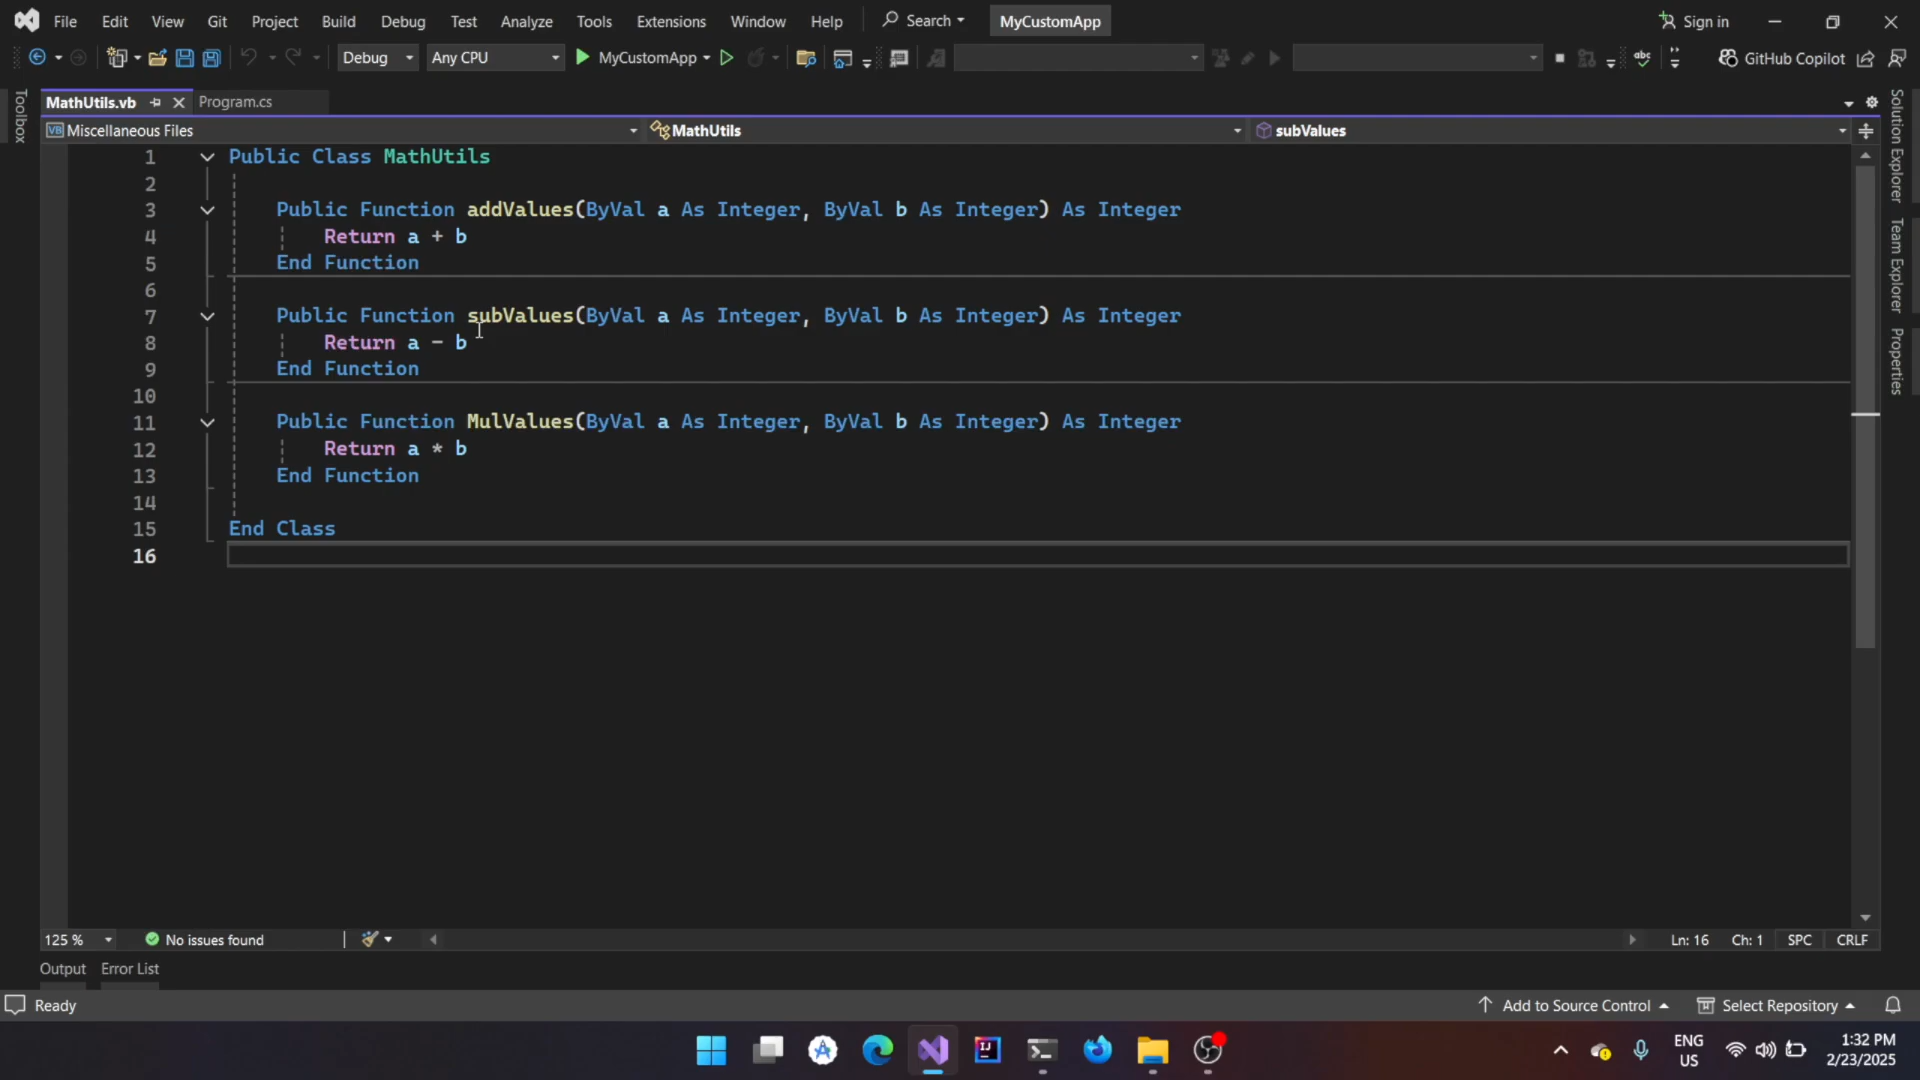 File Edit View Git Project Build Debug Test Analyze Tools Extensions Window Help Search MyCustomApp Sign in
Debug Any CPU MyCustomApp GitHub Copilot
MathUtils.vb Program.cs
Toolbox
VB Miscellaneous Files MathUtils subValues
1 Public Class MathUtils
2
3 Public Function addValues(ByVal a As Integer, ByVal b As Integer) As Integer
4 Return a + b
5 End Function
6
7 Public Function subValues(ByVal a As Integer, ByVal b As Integer) As Integer
8 Return a - b
9 End Function
10
11 Public Function MulValues(ByVal a As Integer, ByVal b As Integer) As Integer
12 Return a * b
13 End Function
14
15 End Class
16
Solution Explorer
Team Explorer
Properties
125 % No issues found Ln: 16 Ch: 1 SPC CRLF
Output Error List
Ready Add to Source Control Select Repository
ENG
US
1:32 PM
2/23/2025